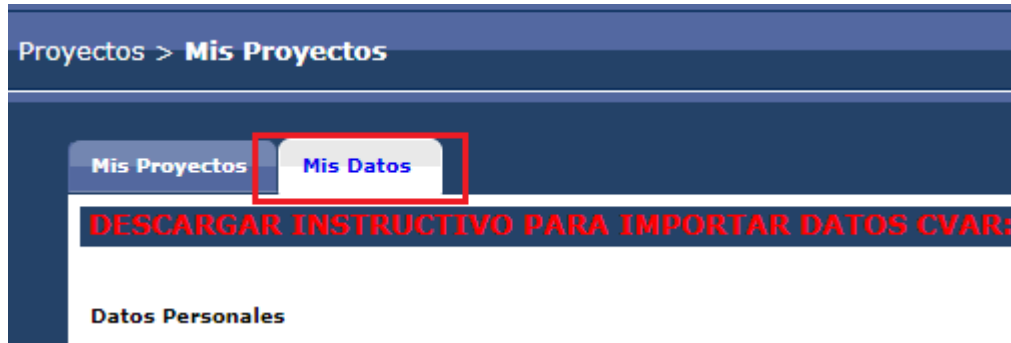 Proyectos > Mis Proyectos
Mis Proyectos Mis Datos
DESCARGAR INSTRUCTIVO PARA IMPORTAR DATOS CVAR:
Datos Personales